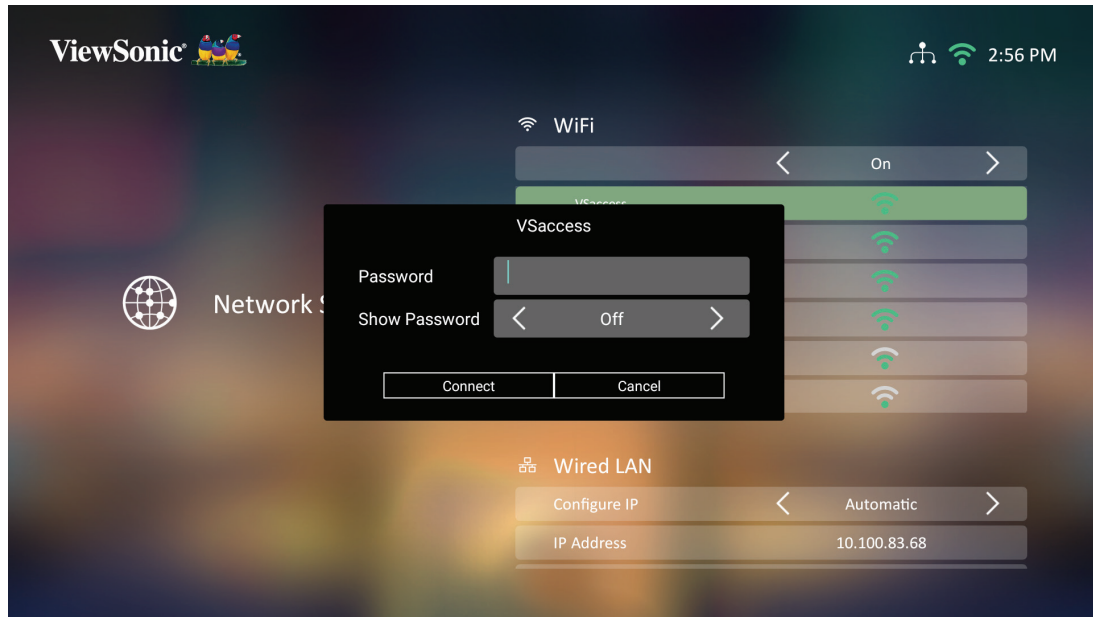 ViewSonic®
2:56 PM
WiFi
On
VSaccess
VSaccess
Password
Network S
Show Password Off
Connect Cancel
Wired LAN
Configure IP Automatic
IP Address 10.100.83.68